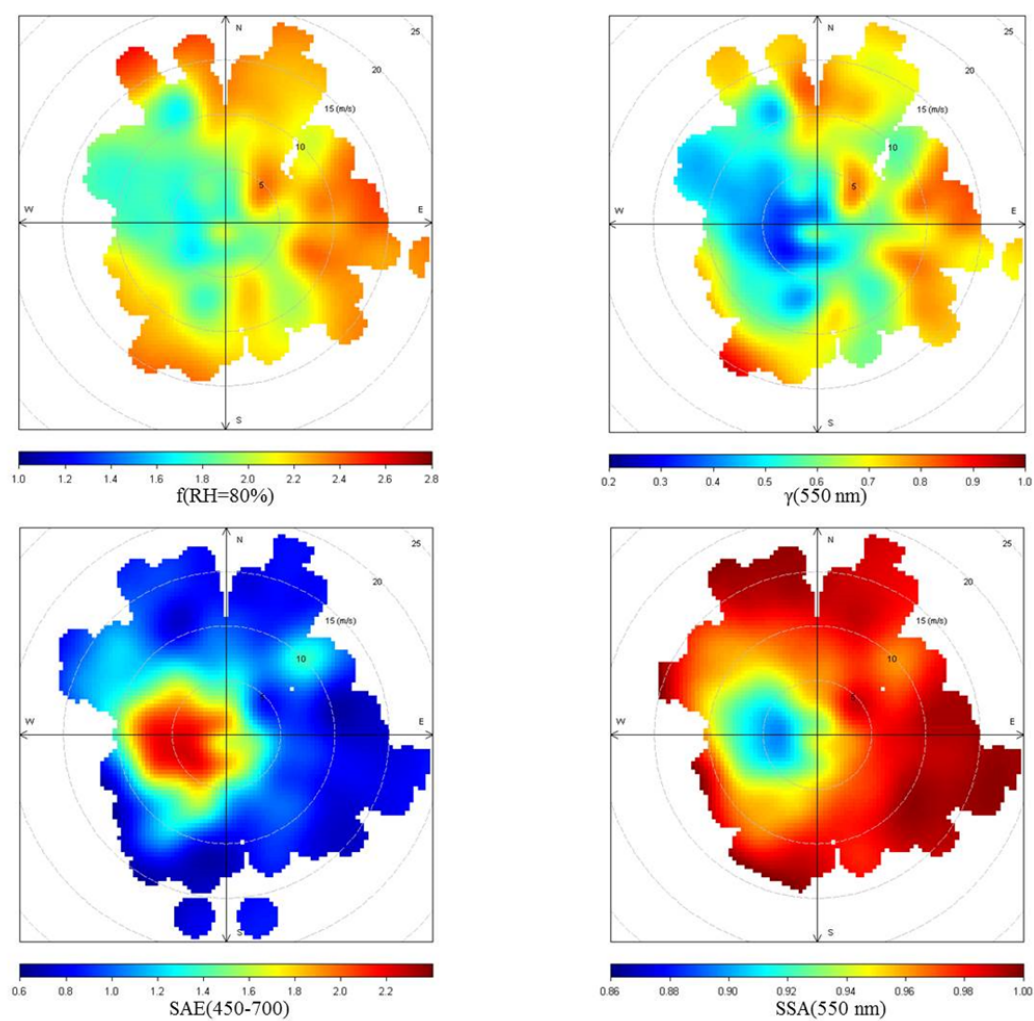 N 25
20
15 (m/s)
10
5
W E
S
1.0 1.2 1.4 1.6 1.8 2.0 2.2 2.4 2.6 2.8
f(RH=80%)
N 25
20
15 (m/s)
10
5
W E
S
0.2 0.3 0.4 0.5 0.6 0.7 0.8 0.9 1.0
γ(550 nm)
N 25
20
15 (m/s)
10
W E
S
0.6 0.8 1.0 1.2 1.4 1.6 1.8 2.0 2.2
SAE(450-700)
N 25
20
15 (m/s)
10
5
W E
S
0.86 0.88 0.90 0.92 0.94 0.96 0.98 1.00
SSA(550 nm)